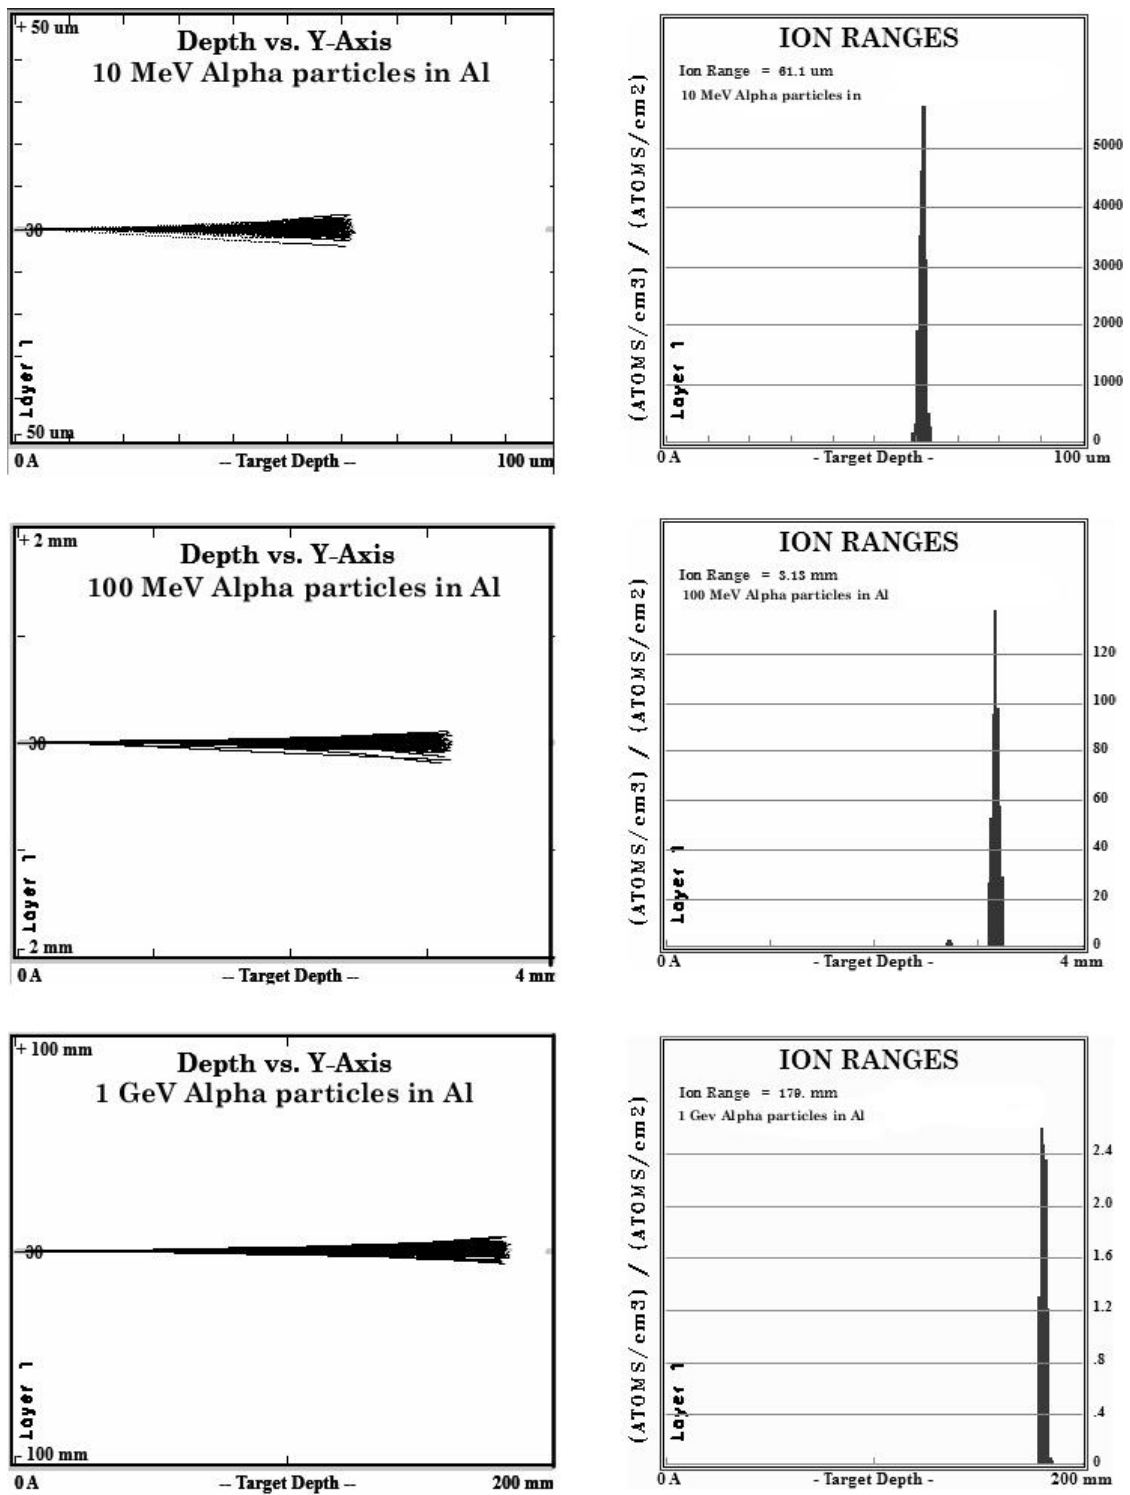 + 50 um
Depth vs. Y-Axis
10 MeV Alpha particles in Al
Layer 1
- 50 um
0 A -- Target Depth -- 100 um
ION RANGES
Ion Range = 61.1 um
10 MeV Alpha particles in
(ATOMS/cm3) / (ATOMS/cm2)
5000
4000
3000
2000
1000
0
Layer 1
0 A - Target Depth - 100 um
+ 2 mm
Depth vs. Y-Axis
100 MeV Alpha particles in Al
Layer 1
- 2 mm
0 A -- Target Depth -- 4 mm
ION RANGES
Ion Range = 3.13 mm
100 MeV Alpha particles in Al
(ATOMS/cm3) / (ATOMS/cm2)
120
100
80
60
40
20
0
Layer 1
0 A - Target Depth - 4 mm
+ 100 mm
Depth vs. Y-Axis
1 GeV Alpha particles in Al
Layer 1
- 100 mm
0 A -- Target Depth -- 200 mm
ION RANGES
Ion Range = 179. mm
1 Gev Alpha particles in Al
(ATOMS/cm3) / (ATOMS/cm2)
2.4
2.0
1.6
1.2
.8
.4
0
Layer 1
0 A - Target Depth - 200 mm